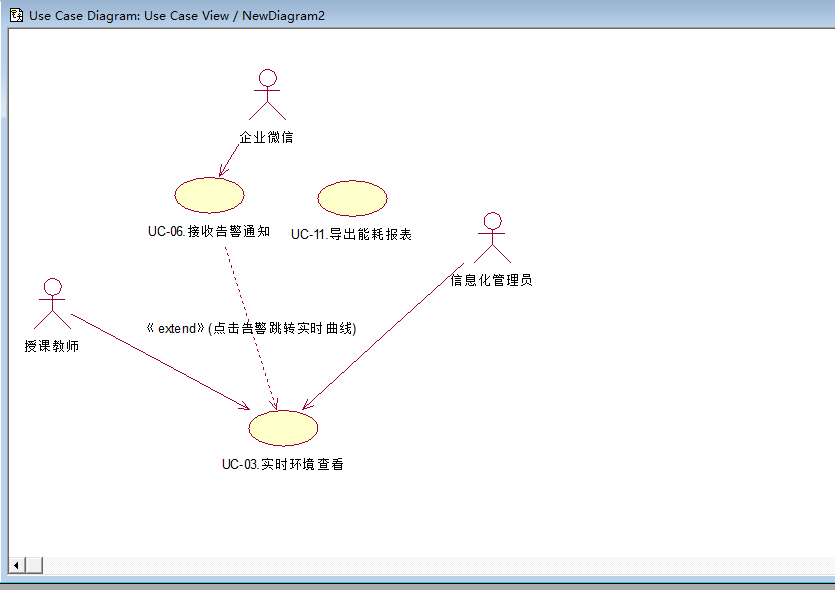 Use Case Diagram: Use Case View / NewDiagram2
企业微信
UC-06.接收告警通知
UC-11.导出能耗报表
信息化管理员
《extend》(点击告警跳转实时曲线)
授课教师
UC-03.实时环境查看